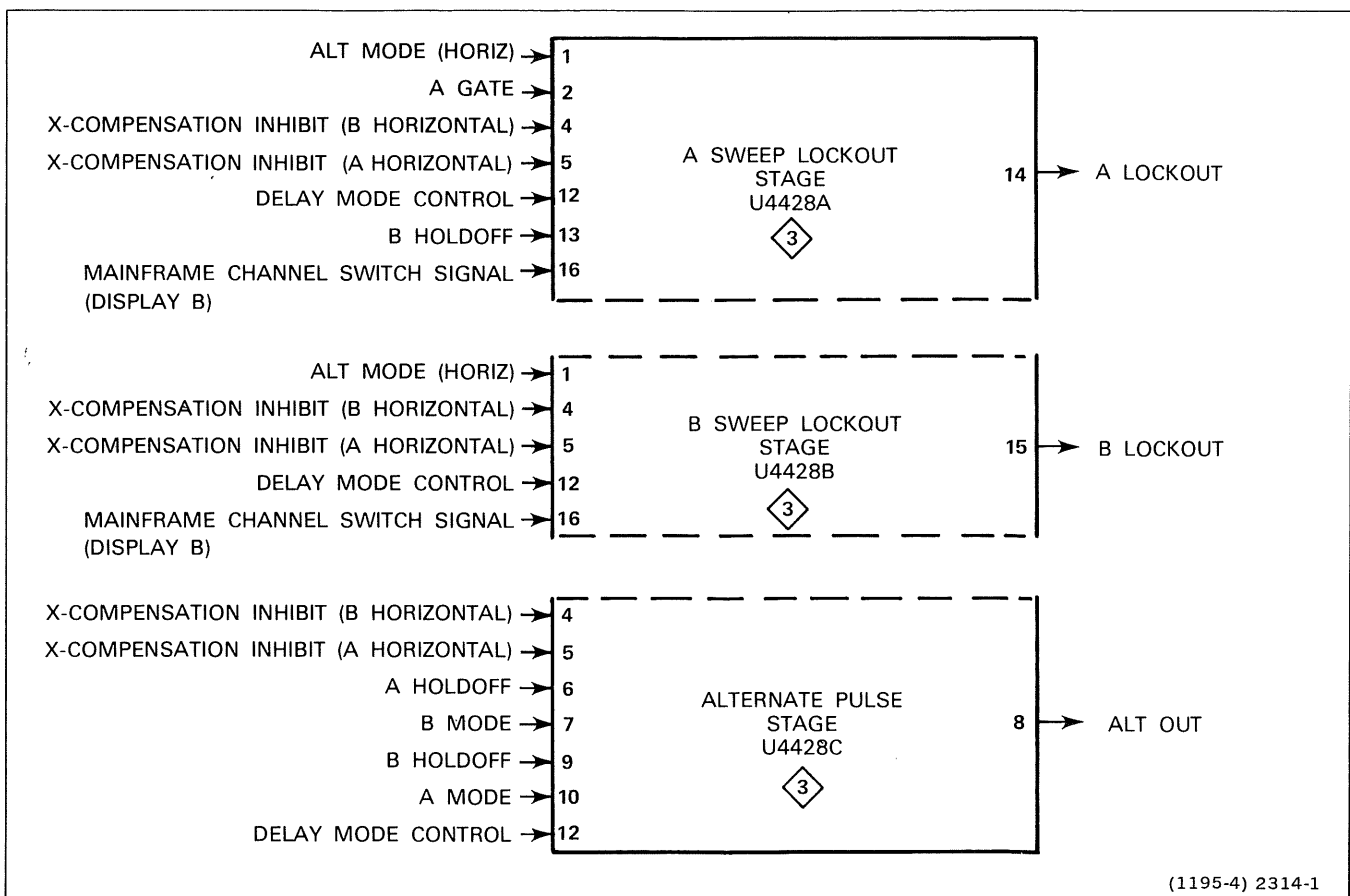 ALT MODE (HORIZ) 1
A GATE 2
X-COMPENSATION INHIBIT (B HORIZONTAL) 4
X-COMPENSATION INHIBIT (A HORIZONTAL) 5
DELAY MODE CONTROL 12
B HOLDOFF 13
MAINFRAME CHANNEL SWITCH SIGNAL 16
(DISPLAY B)
A SWEEP LOCKOUT
STAGE
U4428A
3
14 A LOCKOUT
ALT MODE (HORIZ) 1
X-COMPENSATION INHIBIT (B HORIZONTAL) 4
X-COMPENSATION INHIBIT (A HORIZONTAL) 5
DELAY MODE CONTROL 12
MAINFRAME CHANNEL SWITCH SIGNAL 16
(DISPLAY B)
B SWEEP LOCKOUT
STAGE
U4428B
3
15 B LOCKOUT
X-COMPENSATION INHIBIT (B HORIZONTAL) 4
X-COMPENSATION INHIBIT (A HORIZONTAL) 5
A HOLDOFF 6
B MODE 7
B HOLDOFF 9
A MODE 10
DELAY MODE CONTROL 12
ALTERNATE PULSE
STAGE
U4428C
3
8 ALT OUT
(1195-4) 2314-1